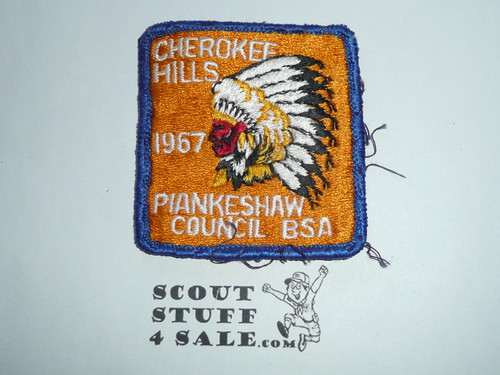 CHEROKEE
HILLS
1967
PIANKESHAW
COUNCIL BSA
SCOUT
STUFF
4 SALE.COM